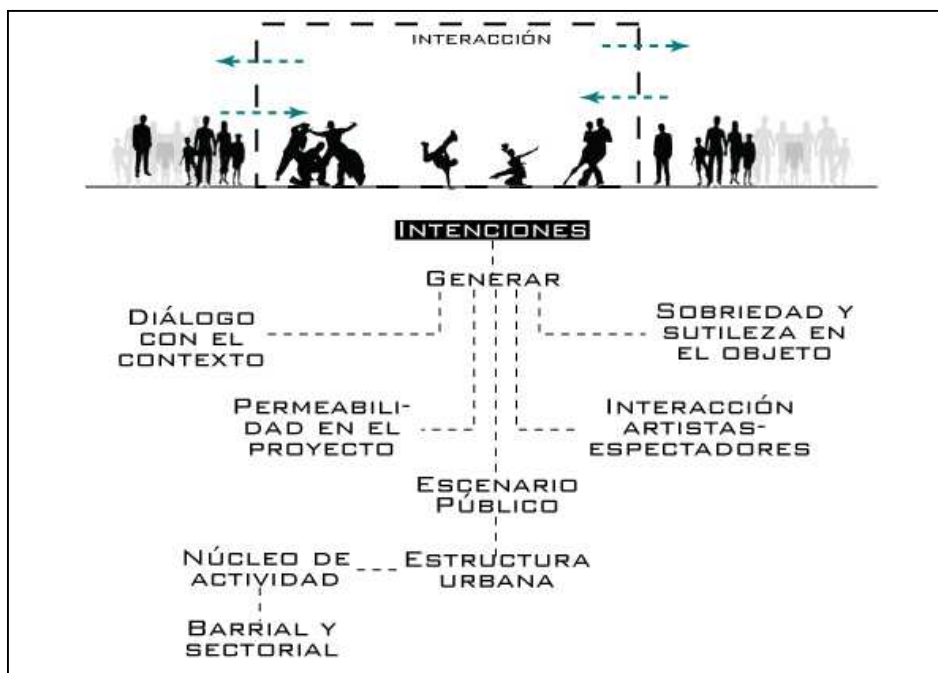 INTERACCIÓN
INTENCIONES
GENERAR
DIÁLOGO
CON EL
CONTEXTO
SOBRIEDAD Y
SUTILEZA EN
EL OBJETO
PERMEABILI-
DAD EN EL
PROYECTO
INTERACCIÓN
ARTISTAS-
ESPECTADORES
ESCENARIO
PÚBLICO
NÚCLEO DE
ACTIVIDAD
ESTRUCTURA
URBANA
BARRIAL Y
SECTORIAL